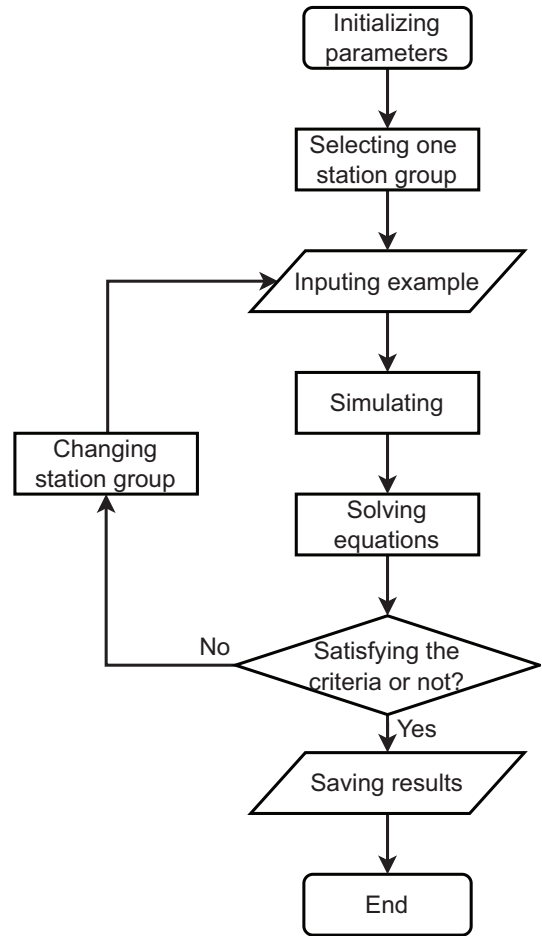 Initializing
parameters
Selecting one
station group
Inputing example
Simulating
Changing
station group
Solving
equations
No
Satisfying the
criteria or not?
Yes
Saving results
End